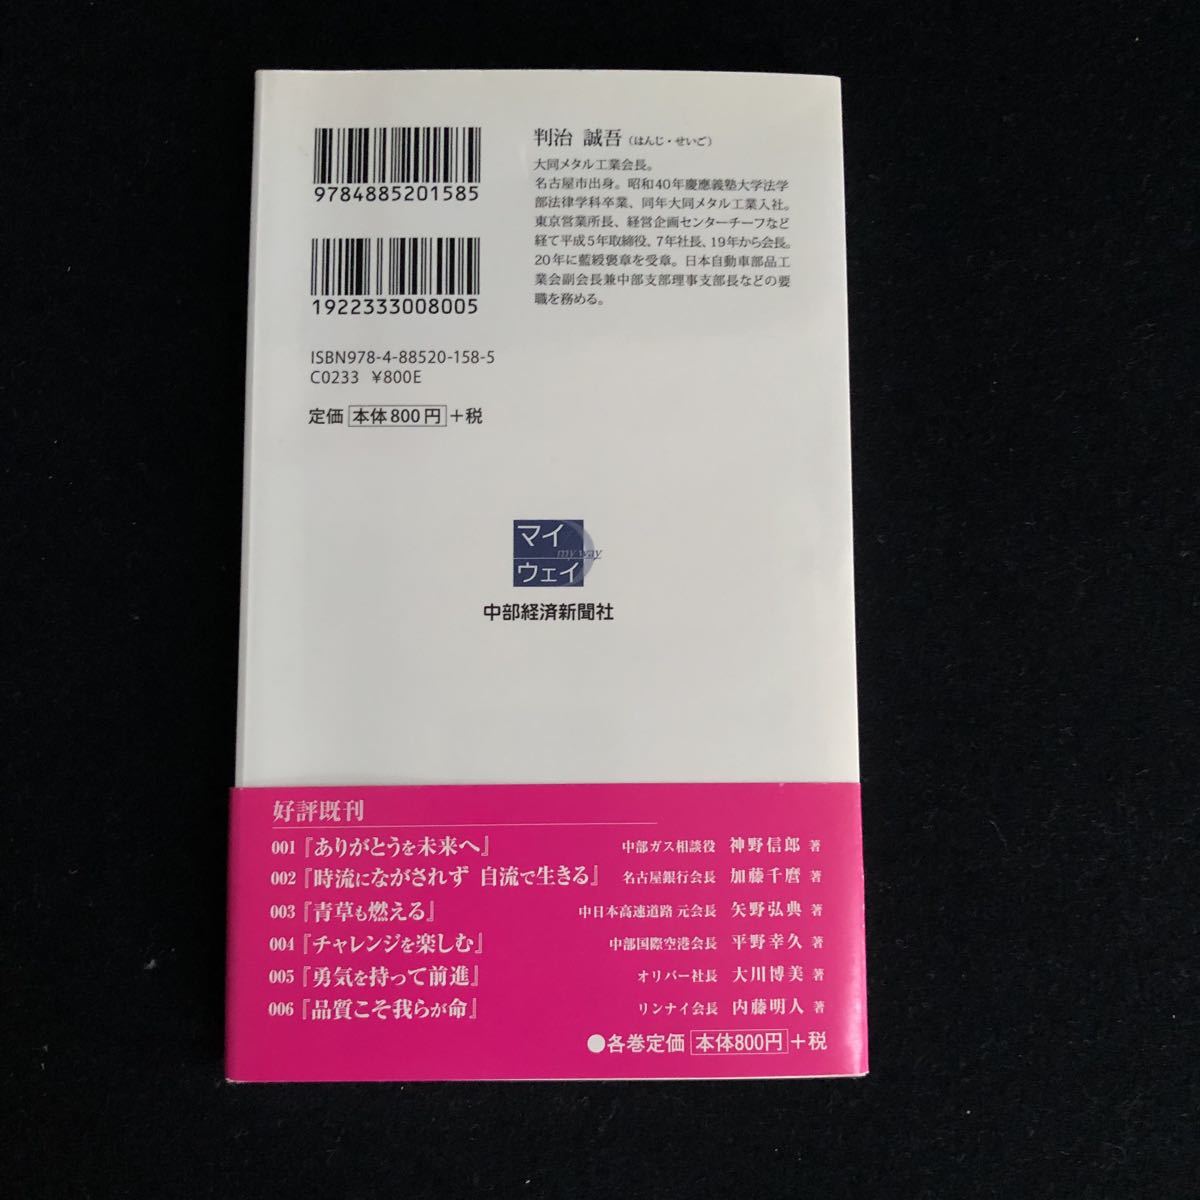 9784885201585
1922333008005
ISBN978-4-88520-158-5
C0233 ¥800E
定価 本体800円 +税
判治 誠吾（はんじ・せいご）
大同メタル工業会長。
名古屋市出身。昭和40年慶應義塾大学法学
部法律学科卒業、同年大同メタル工業入社。
東京営業所長、経営企画センターチーフなど
経て平成5年取締役、7年社長、19年から会長。
20年に藍綬褒章を受章。日本自動車部品工
業会副会長兼中部支部理事支部長などの要
職を務める。
マイ
my way
ウェイ
中部経済新聞社
好評既刊
001『ありがとうを未来へ』 中部ガス相談役 神野信郎 著
002『時流にながされず 自流で生きる』 名古屋銀行会長 加藤千麿 著
003『青草も燃える』 中日本高速道路 元会長 矢野弘典 著
004『チャレンジを楽しむ』 中部国際空港会長 平野幸久 著
005『勇気を持って前進』 オリバー社長 大川博美 著
006『品質こそ我らが命』 リンナイ会長 内藤明人 著
●各巻定価 本体800円 +税